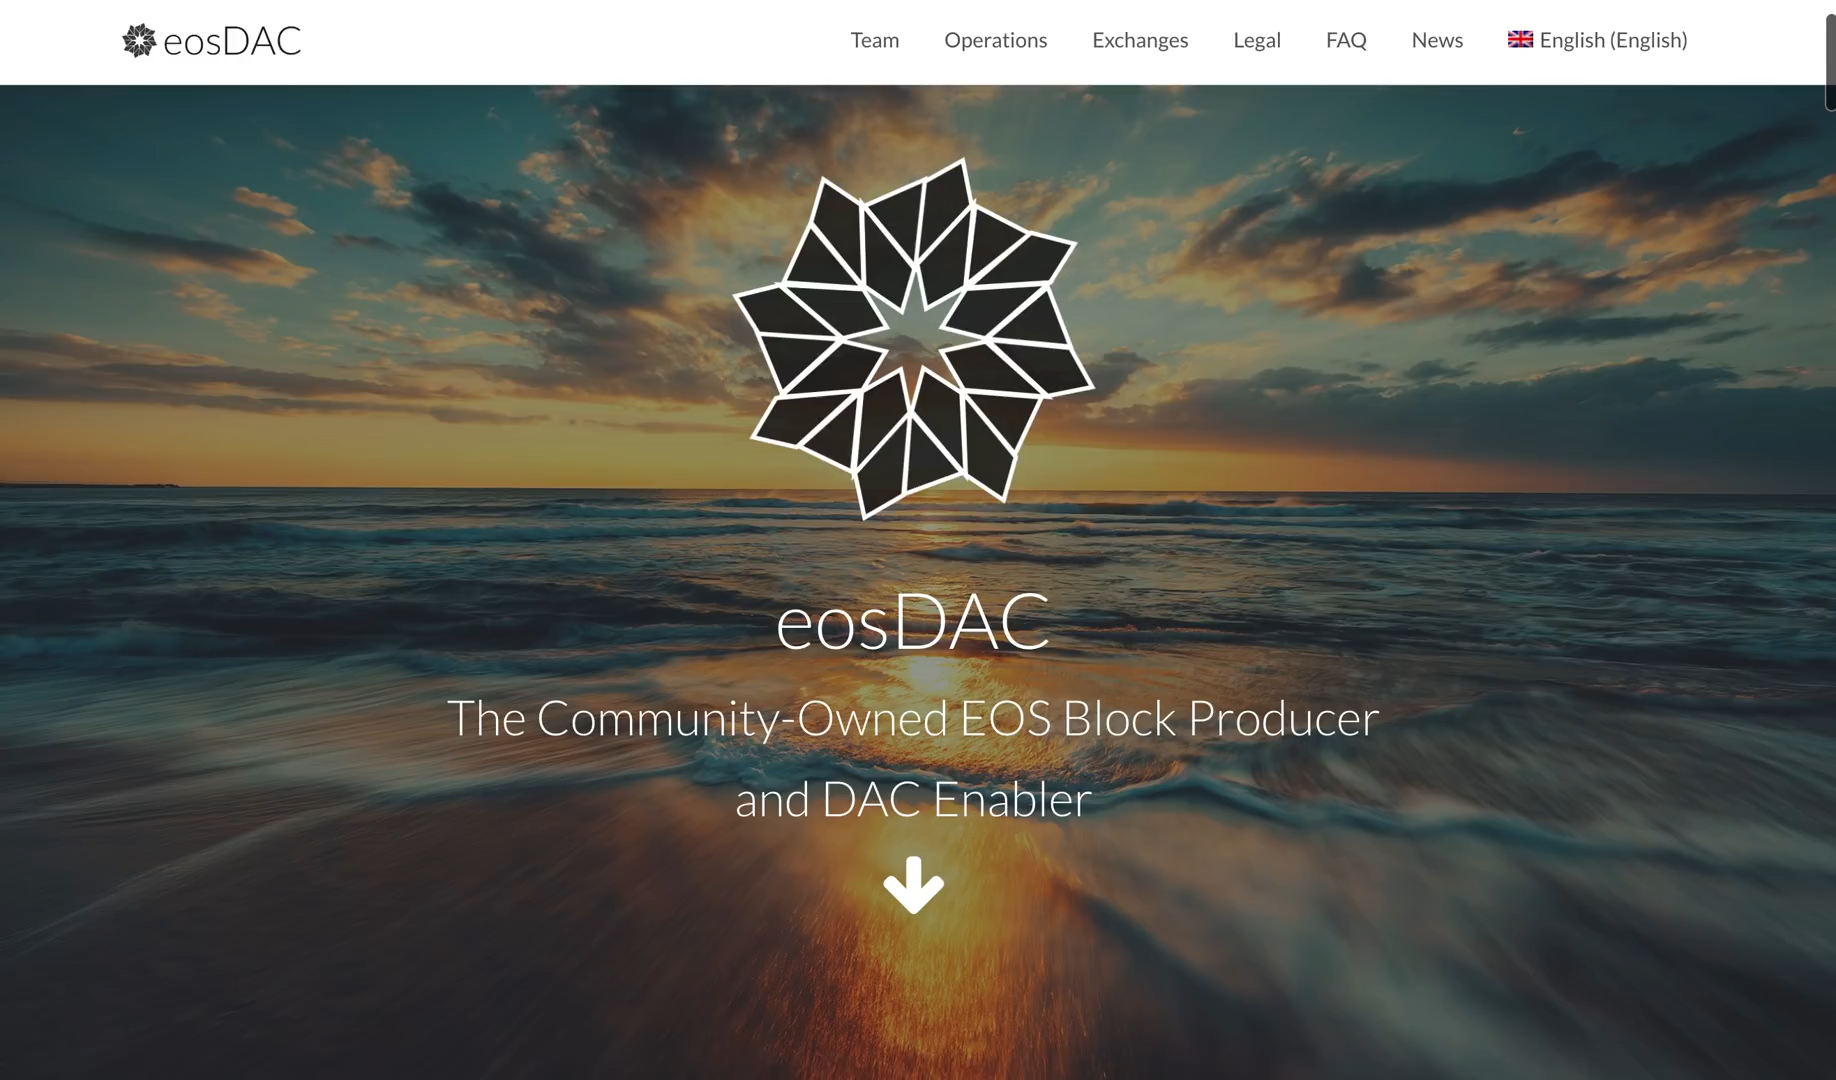 eosDAC
Team Operations Exchanges Legal FAQ News English (English)
eosDAC
The Community-Owned EOS Block Producer
and DAC Enabler